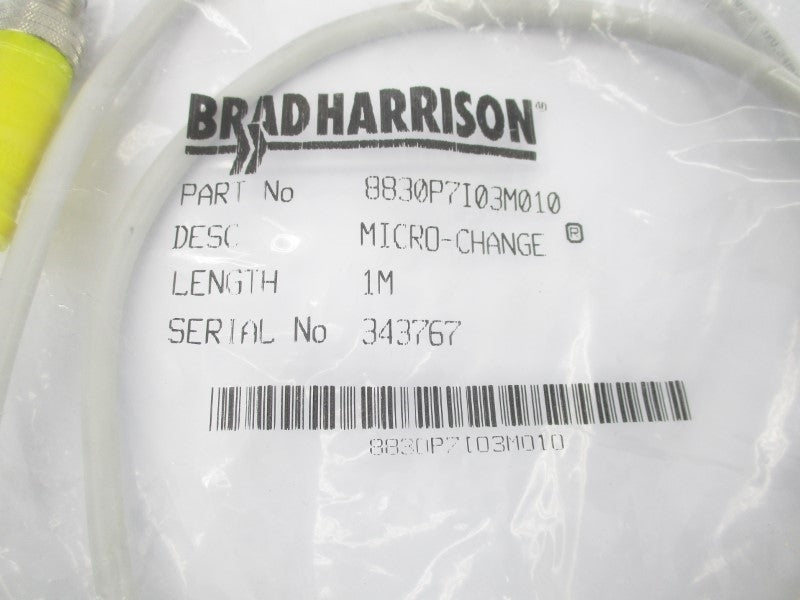 BRAD HARRISON®
PART No 8830P7I03M010
DESC MICRO-CHANGE ®
LENGTH 1M
SERIAL No 343767
8830P7I03M010